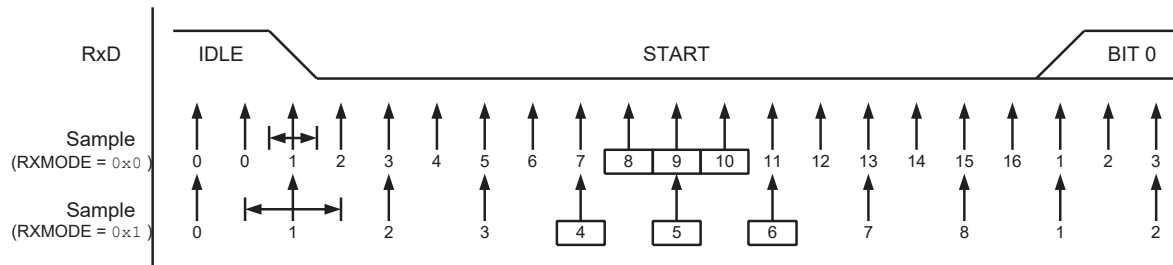 RxD IDLE START BIT 0
Sample
(RXMODE = 0x0 ) 0 0 1 2 3 4 5 6 7 8 9 10 11 12 13 14 15 16 1 2 3
Sample
(RXMODE = 0x1 ) 0 1 2 3 4 5 6 7 8 1 2